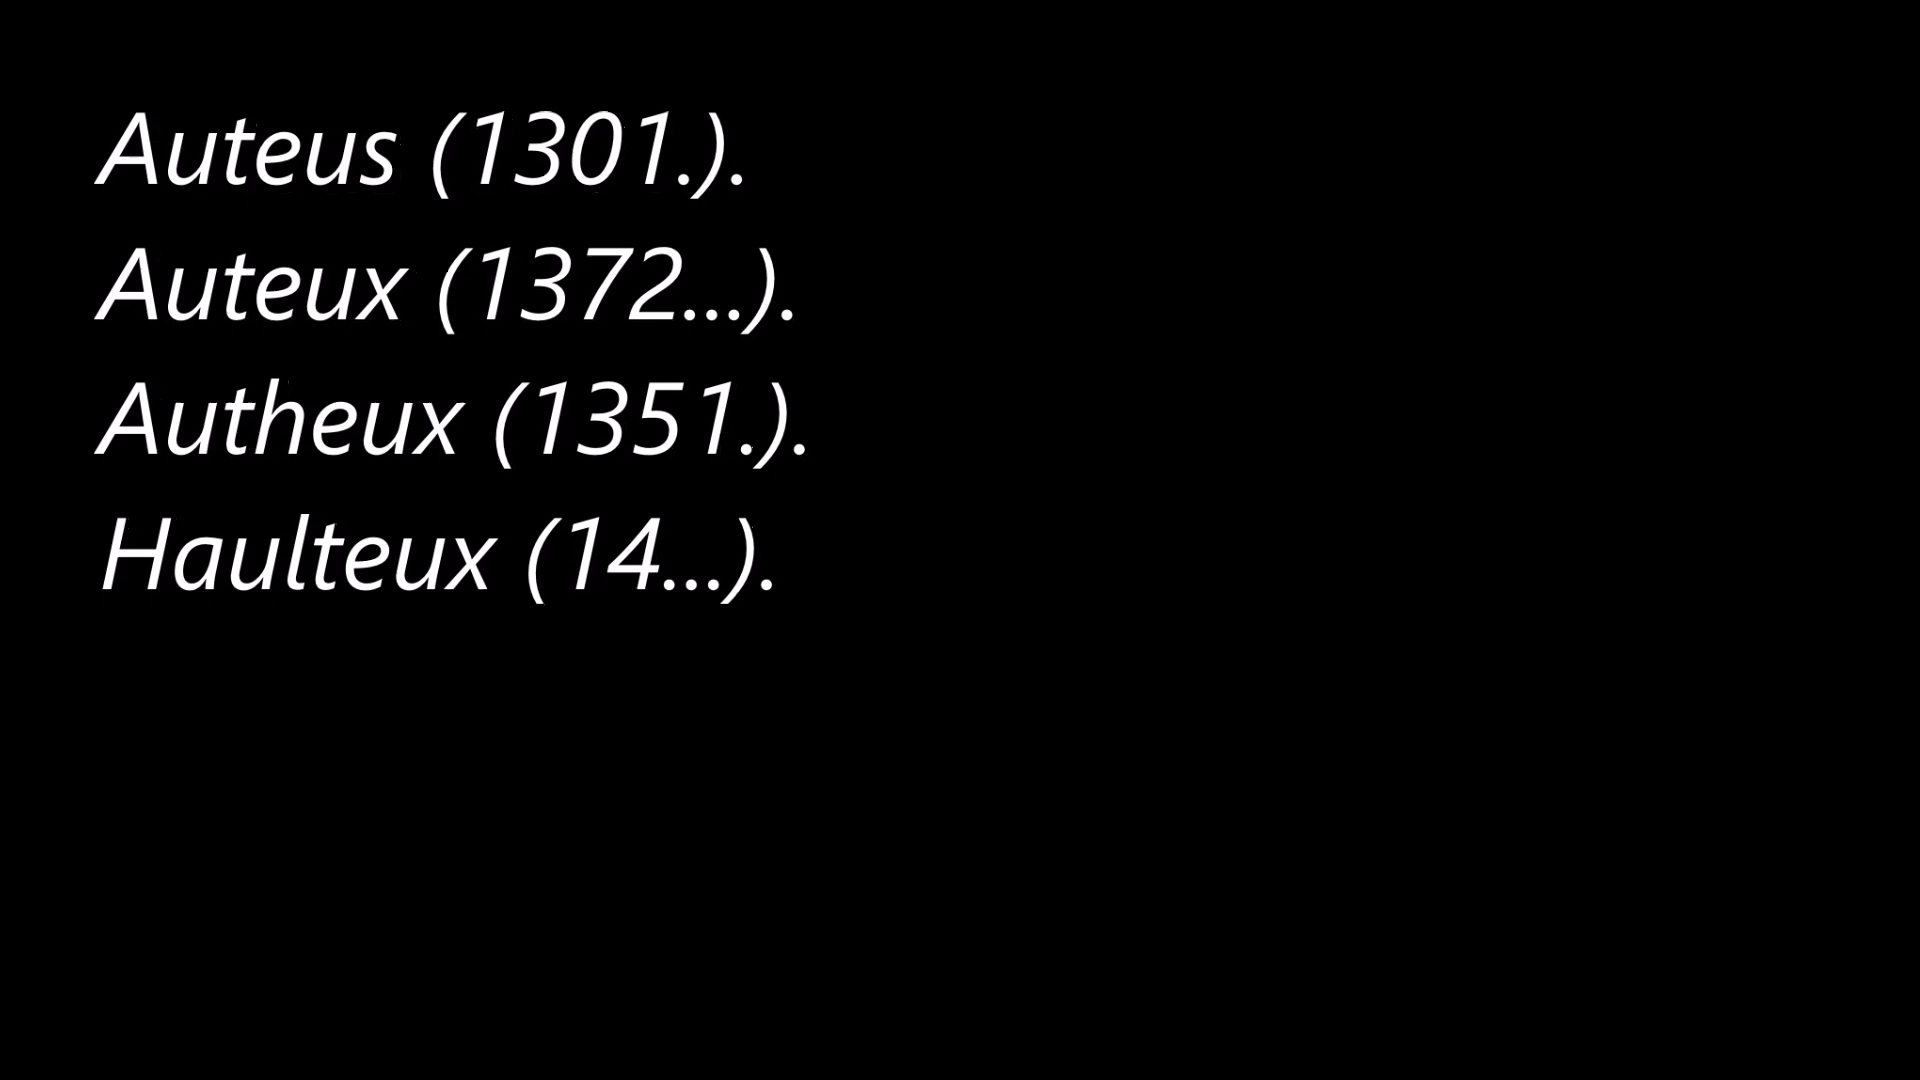 Auteus (1301.).
Auteux (1372...).
Autheux (1351.).
Haulteux (14...).